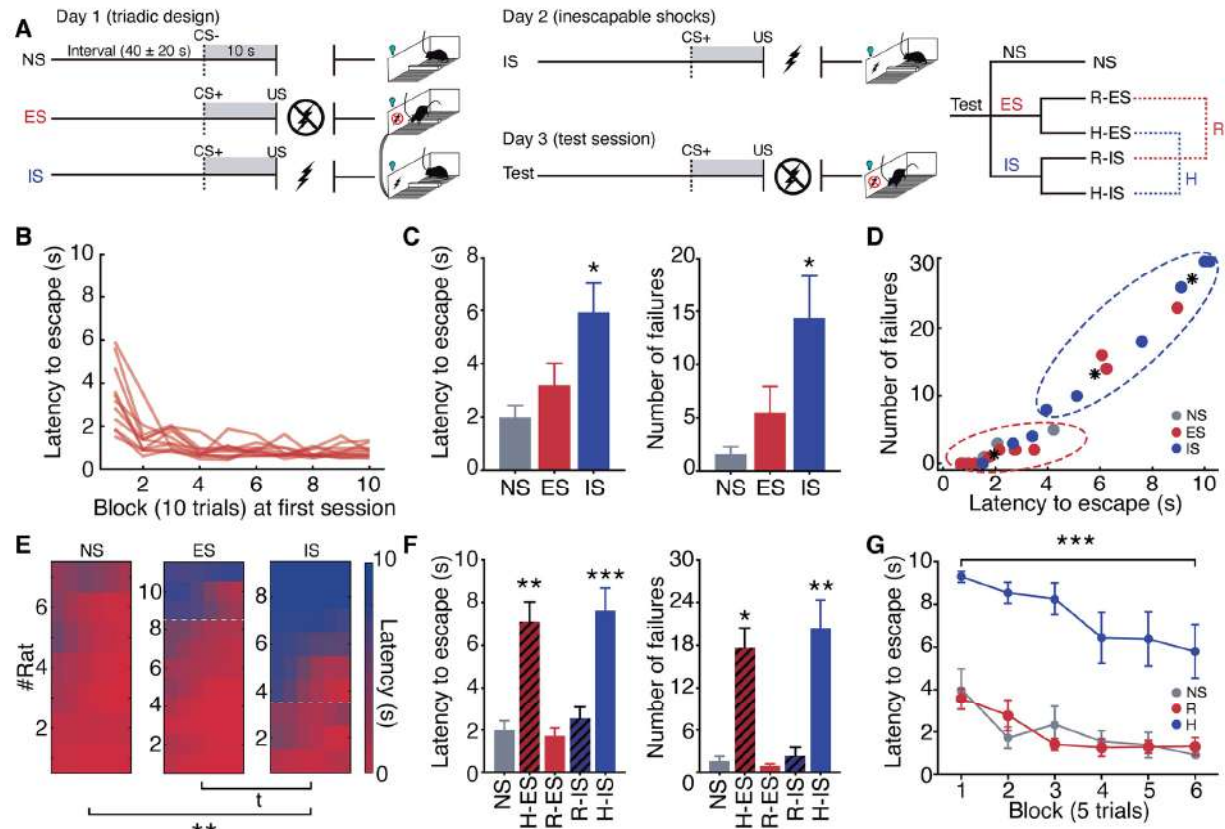 A
Day 1 (triadic design)
CS-
NS
Interval (40 ± 20 s)
10 s
CS+
US
ES
CS+
US
IS
Day 2 (inescapable shocks)
CS+
US
IS
Day 3 (test session)
CS+
US
Test
NS
NS
Test
ES
R-ES
H-ES
R
IS
R-IS
H
H-IS
B
Latency to escape (s)
10
8
6
4
2
0
2
4
6
8
10
Block (10 trials) at first session
C
Latency to escape (s)
8
6
4
2
0
*
NS
ES
IS
Number of failures
20
15
10
5
0
*
NS
ES
IS
D
Number of failures
30
20
10
0
*
*
*
NS
ES
IS
0
2
4
6
8
10
Latency to escape (s)
E
NS
ES
IS
#Rat
6
4
2
10
8
6
4
2
8
6
4
2
10
0
Latency (s)
t
**
F
Latency to escape (s)
10
8
6
4
2
0
**
***
NS
H-ES
R-ES
R-IS
H-IS
Number of failures
30
24
18
12
6
0
*
**
NS
H-ES
R-ES
R-IS
H-IS
G
***
Latency to escape (s)
10
8
6
4
2
0
NS
R
H
1
2
3
4
5
6
Block (5 trials)